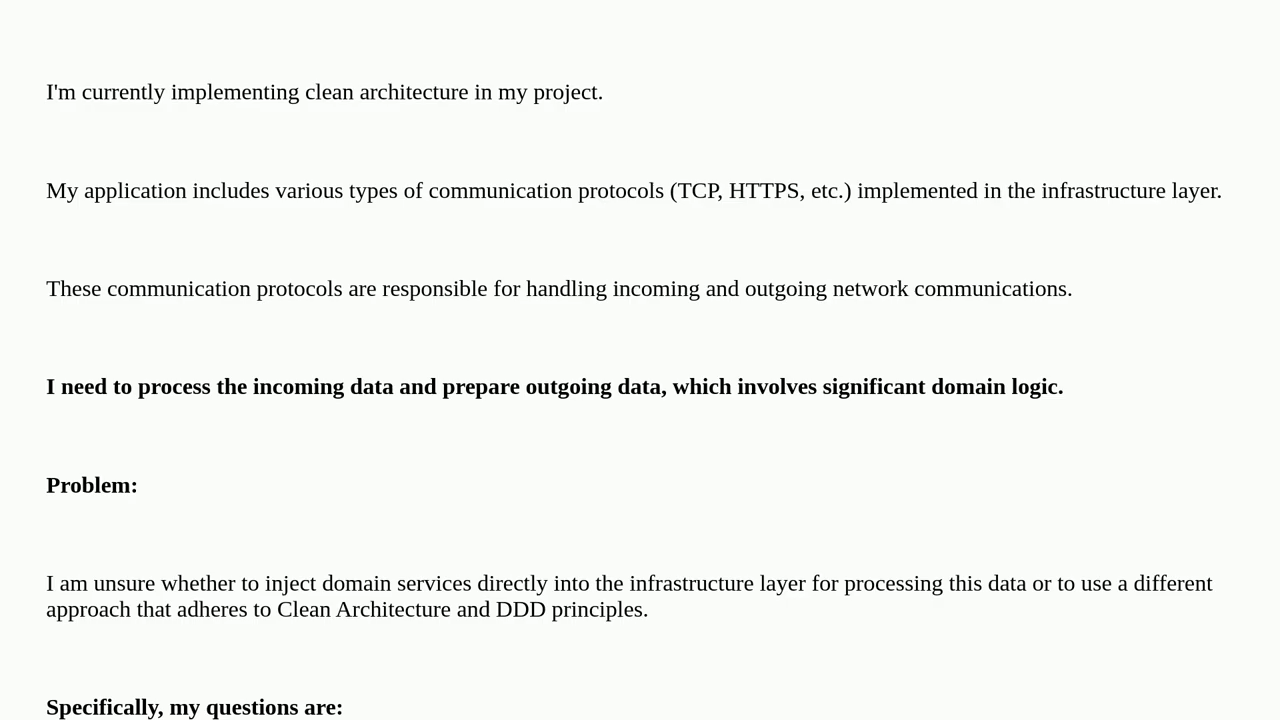 I'm currently implementing clean architecture in my project.
My application includes various types of communication protocols (TCP, HTTPS, etc.) implemented in the infrastructure layer.
These communication protocols are responsible for handling incoming and outgoing network communications.
I need to process the incoming data and prepare outgoing data, which involves significant domain logic.
Problem:
I am unsure whether to inject domain services directly into the infrastructure layer for processing this data or to use a different
approach that adheres to Clean Architecture and DDD principles.
Specifically, my questions are: